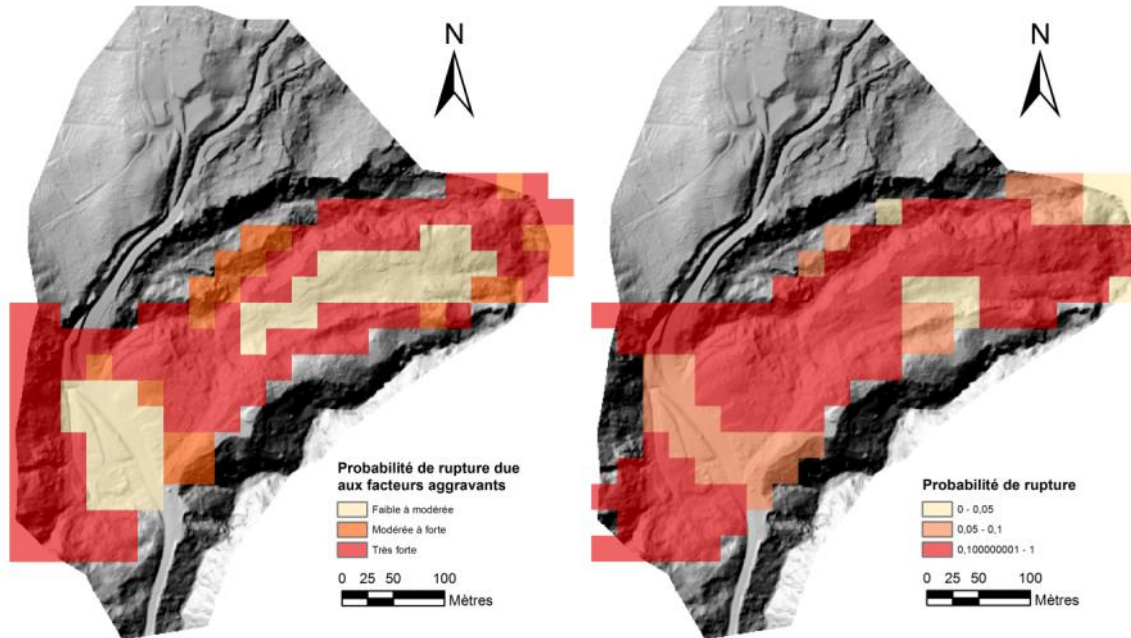 N
Probabilité de rupture due
aux facteurs aggravants
Faible à modérée
Modérée à forte
Très forte
0 25 50 100
Mètres
N
Probabilité de rupture
0 - 0,05
0,05 - 0,1
0,100000001 - 1
0 25 50 100
Mètres